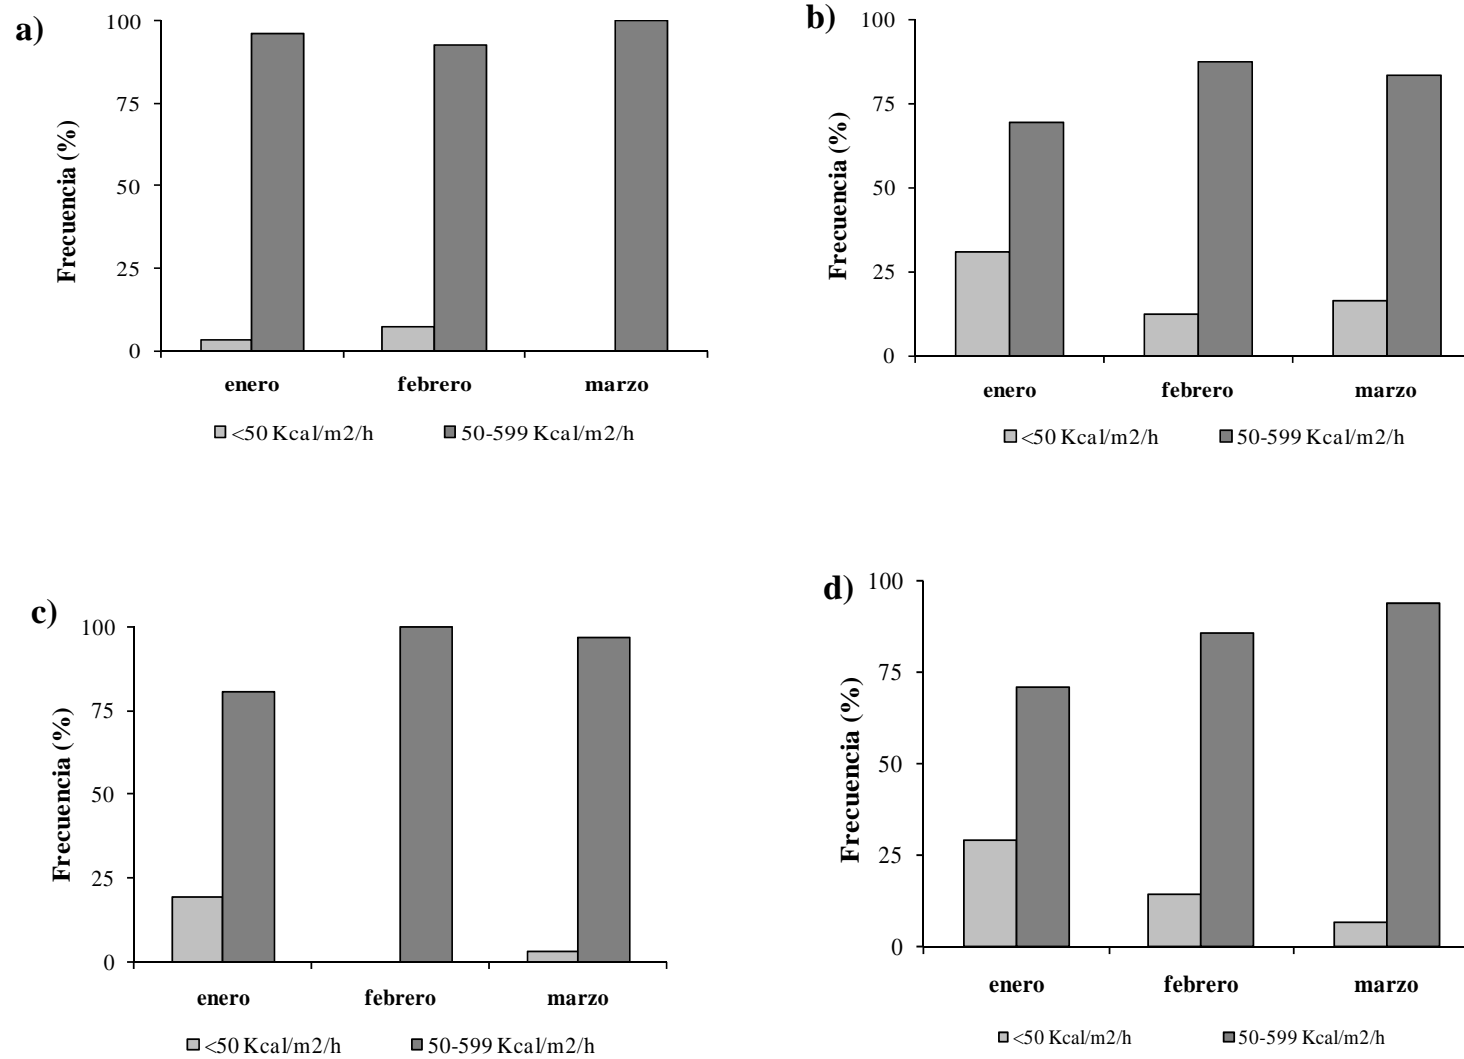 a)
100
75
50
25
0
Frecuencia (%)
enero febrero marzo
<50 Kcal/m2/h 50-599 Kcal/m2/h
b)
100
75
50
25
0
Frecuencia (%)
enero febrero marzo
<50 Kcal/m2/h 50-599 Kcal/m2/h
c)
100
75
50
25
0
Frecuencia (%)
enero febrero marzo
<50 Kcal/m2/h 50-599 Kcal/m2/h
d)
100
75
50
25
0
Frecuencia (%)
enero febrero marzo
<50 Kcal/m2/h 50-599 Kcal/m2/h